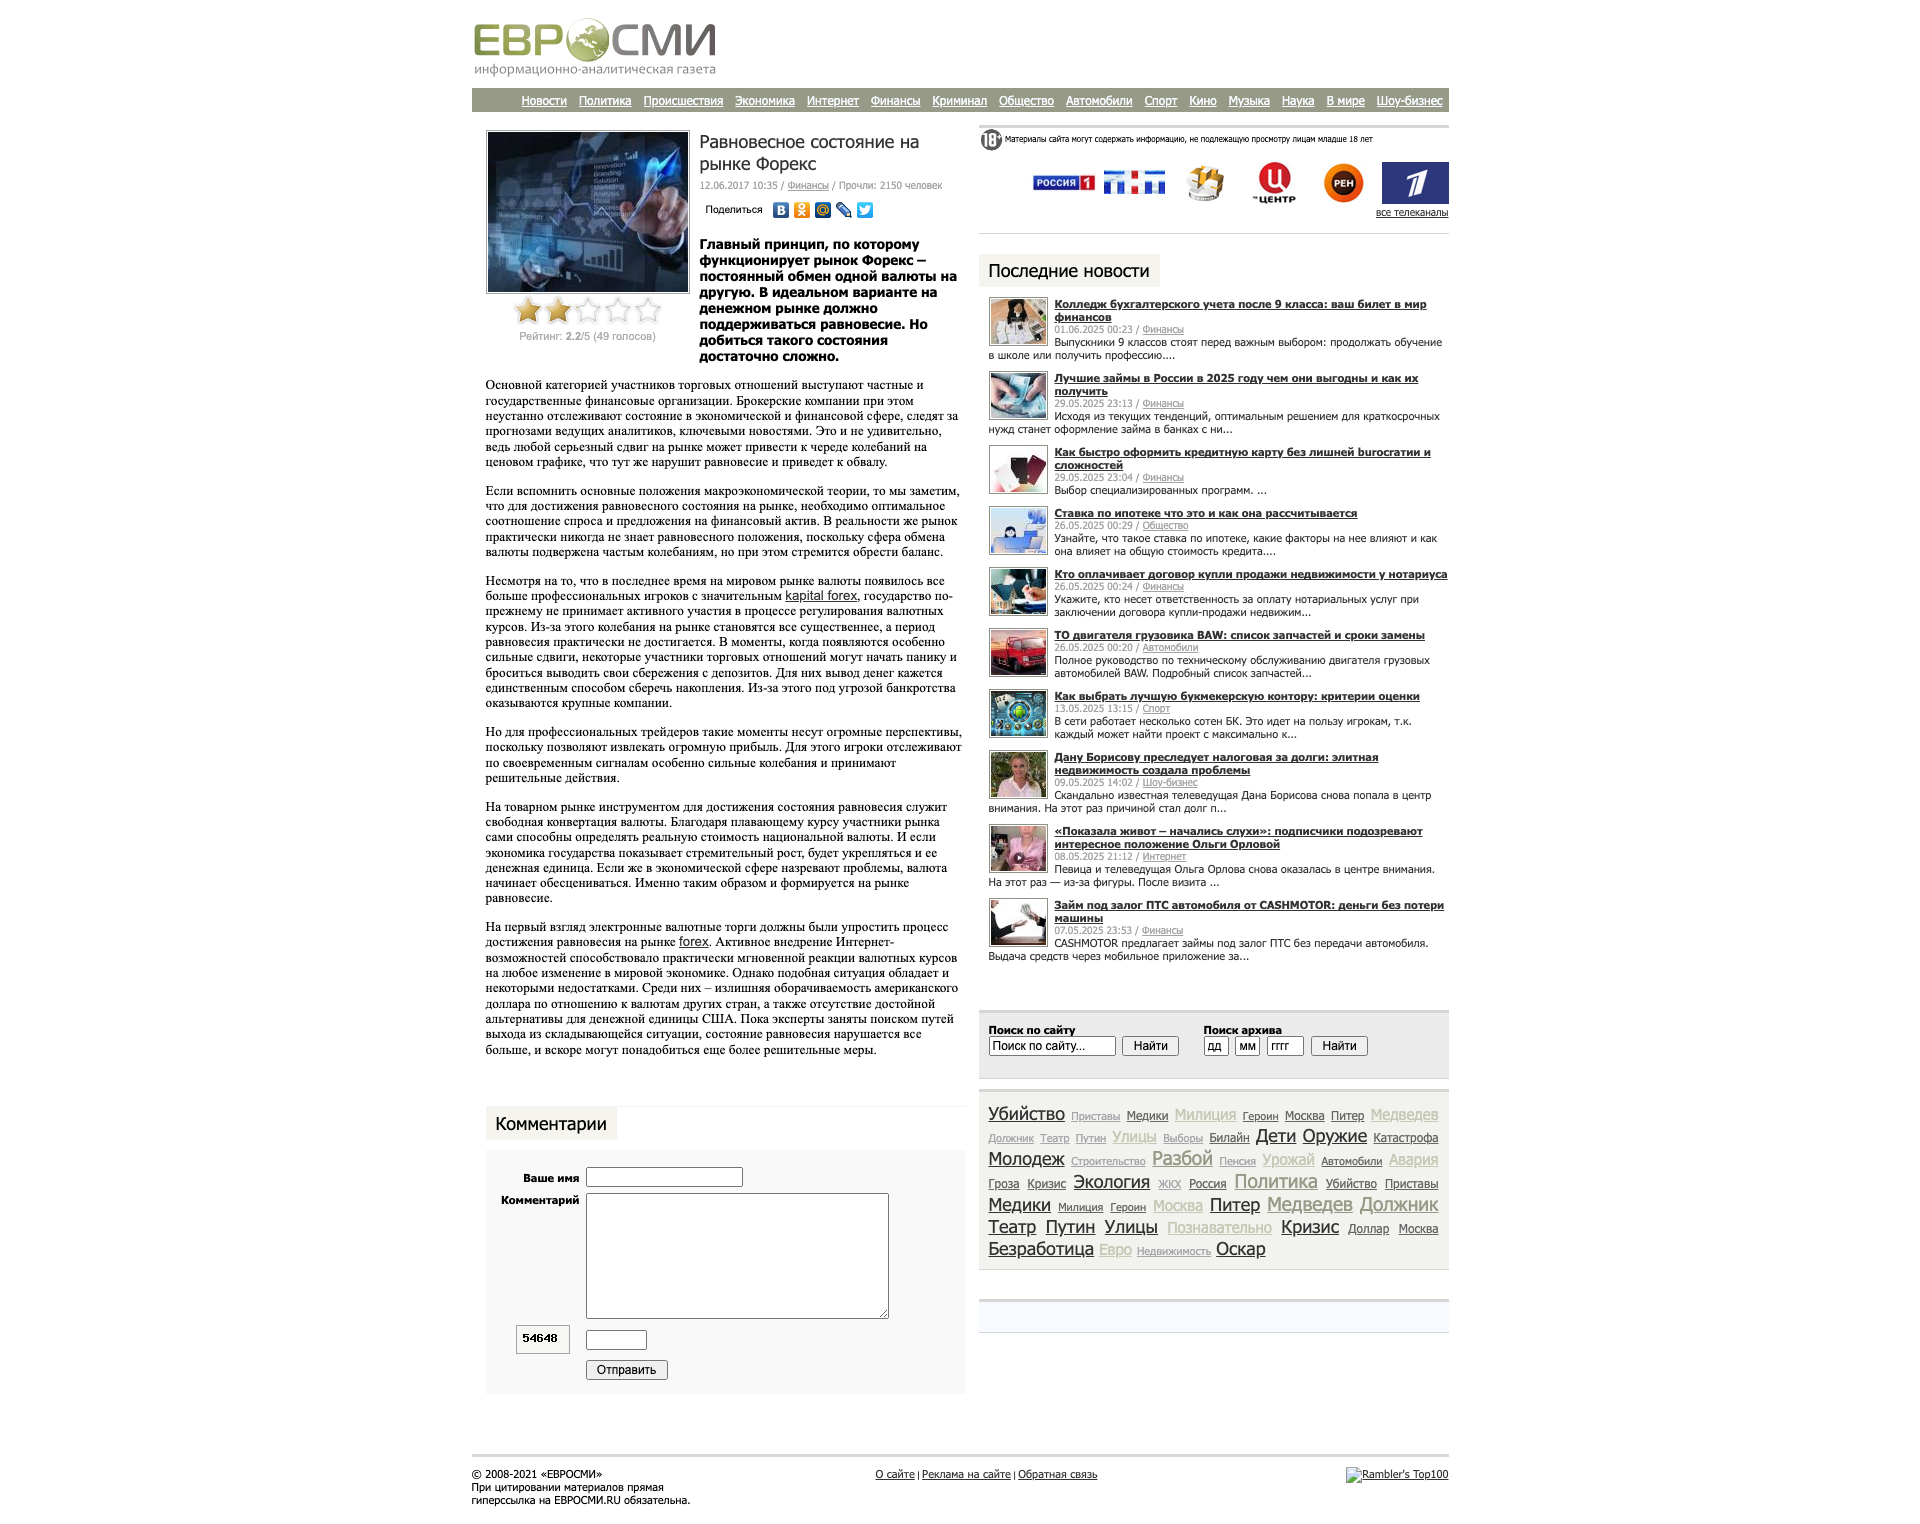 ЕВРОСМИ
информационно-аналитическая газета
Новости Политика Происшествия Экономика Интернет Финансы Криминал Общество Автомобили Спорт Кино Музыка Наука В мире Шоу-бизнес
Равновесное состояние на
рынке Форекс
12.06.2017 10:35 / Финансы / Прочли: 2150 человек
Поделиться
Главный принцип, по которому
функционирует рынок Форекс –
постоянный обмен одной валюты на
другую. В идеальном варианте на
денежном рынке должно
поддерживаться равновесие. Но
добиться такого состояния
достаточно сложно.
Рейтинг: 2.2/5 (49 голосов)
Основной категорией участников торговых отношений выступают частные и
государственные финансовые организации. Брокерские компании при этом
неустанно отслеживают состояние в экономической и финансовой сфере, следят за
прогнозами ведущих аналитиков, ключевыми новостями. Это и не удивительно,
ведь любой серьезный сдвиг на рынке может привести к череде колебаний на
ценовом графике, что тут же нарушит равновесие и приведет к обвалу.
Если вспомнить основные положения макроэкономической теории, то мы заметим,
что для достижения равновесного состояния на рынке, необходимо оптимальное
соотношение спроса и предложения на финансовый актив. В реальности же рынок
практически никогда не знает равновесного положения, поскольку сфера обмена
валюты подвержена частым колебаниям, но при этом стремится обрести баланс.
Несмотря на то, что в последнее время на мировом рынке валюты появилось все
больше профессиональных игроков с значительным kapital forex, государство по-
прежнему не принимает активного участия в процессе регулирования валютных
курсов. Из-за этого колебания на рынке становятся все существеннее, а период
равновесия практически не достигается. В моменты, когда появляются особенно
сильные сдвиги, некоторые участники торговых отношений могут начать панику и
броситься выводить свои сбережения с депозитов. Для них вывод денег кажется
единственным способом сберечь накопления. Из-за этого под угрозой банкротства
оказываются крупные компании.
Но для профессиональных трейдеров такие моменты несут огромные перспективы,
поскольку позволяют извлекать огромную прибыль. Для этого игроки отслеживают
по своевременным сигналам особенно сильные колебания и принимают
решительные действия.
На товарном рынке инструментом для достижения состояния равновесия служит
свободная конвертация валюты. Благодаря плавающему курсу участники рынка
сами способны определять реальную стоимость национальной валюты. И если
экономика государства показывает стремительный рост, будет укрепляться и ее
денежная единица. Если же в экономической сфере назревают проблемы, валюта
начинает обесцениваться. Именно таким образом и формируется на рынке
равновесие.
На первый взгляд электронные валютные торги должны были упростить процесс
достижения равновесия на рынке forex. Активное внедрение Интернет-
возможностей способствовало практически мгновенной реакции валютных курсов
на любое изменение в мировой экономике. Однако подобная ситуация обладает и
некоторыми недостатками. Среди них – излишняя оборачиваемость американского
доллара по отношению к валютам других стран, а также отсутствие достойной
альтернативы для денежной единицы США. Пока эксперты заняты поиском путей
выхода из складывающейся ситуации, состояние равновесия нарушается все
больше, и вскоре могут понадобиться еще более решительные меры.
Комментарии
Ваше имя
Комментарий
54648
Отправить
18+ Материалы сайта могут содержать информацию, не подлежащую просмотру лицам младше 18 лет
РОССИЯ 1
ЦЕНТР
РЕН
все телеканалы
Последние новости
Колледж бухгалтерского учета после 9 класса: ваш билет в мир
финансов
01.06.2025 00:23 / Финансы
Выпускники 9 классов стоят перед важным выбором: продолжать обучение
в школе или получить профессию....
Лучшие займы в России в 2025 году чем они выгодны и как их
получить
29.05.2025 23:13 / Финансы
Исходя из текущих тенденций, оптимальным решением для краткосрочных
нужд станет оформление займа в банках с ни...
Как быстро оформить кредитную карту без лишней burocratии и
сложностей
29.05.2025 23:04 / Финансы
Выбор специализированных программ. ...
Ставка по ипотеке что это и как она рассчитывается
26.05.2025 00:29 / Общество
Узнайте, что такое ставка по ипотеке, какие факторы на нее влияют и как
она влияет на общую стоимость кредита....
Кто оплачивает договор купли продажи недвижимости у нотариуса
26.05.2025 00:24 / Финансы
Укажите, кто несет ответственность за оплату нотариальных услуг при
заключении договора купли-продажи недвижим...
ТО двигателя грузовика BAW: список запчастей и сроки замены
26.05.2025 00:20 / Автомобили
Полное руководство по техническому обслуживанию двигателя грузовых
автомобилей BAW. Подробный список запчастей...
Как выбрать лучшую букмекерскую контору: критерии оценки
13.05.2025 13:15 / Спорт
В сети работает несколько сотен БК. Это идет на пользу игрокам, т.к.
каждый может найти проект с максимально к...
Дану Борисову преследует налоговая за долги: элитная
недвижимость создала проблемы
09.05.2025 14:02 / Шоу-бизнес
Скандально известная телеведущая Дана Борисова снова попала в центр
внимания. На этот раз причиной стал долг п...
«Показала живот – начались слухи»: подписчики подозревают
интересное положение Ольги Орловой
08.05.2025 21:12 / Интернет
Певица и телеведущая Ольга Орлова снова оказалась в центре внимания.
На этот раз — из-за фигуры. После визита ...
Займ под залог ПТС автомобиля от CASHMOTOR: деньги без потери
машины
07.05.2025 23:53 / Финансы
CASHMOTOR предлагает займы под залог ПТС без передачи автомобиля.
Выдача средств через мобильное приложение за...
Поиск по сайту Поиск архива
Поиск по сайту... Найти дд мм гггг Найти
Убийство Приставы Медики Милиция Героин Москва Питер Медведев
Должник Театр Путин Улицы Выборы Билайн Дети Оружие Катастрофа
Молодеж Строительство Разбой Пенсия Урожай Автомобили Авария
Гроза Кризис Экология ЖКХ Россия Политика Убийство Приставы
Медики Милиция Героин Москва Питер Медведев Должник
Театр Путин Улицы Познавательно Кризис Доллар Москва
Безработица Евро Недвижимость Оскар
© 2008-2021 «ЕВРОСМИ»
При цитировании материалов прямая
гиперссылка на ЕВРОСМИ.RU обязательна.
О сайте | Реклама на сайте | Обратная связь
Rambler's Top100